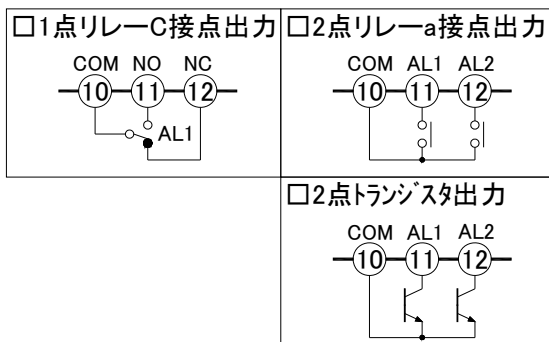 □1点リレーC接点出力
COM NO NC
10 11 12
AL1
□2点リレーa接点出力
COM AL1 AL2
10 11 12
□2点トランジスタ出力
COM AL1 AL2
10 11 12